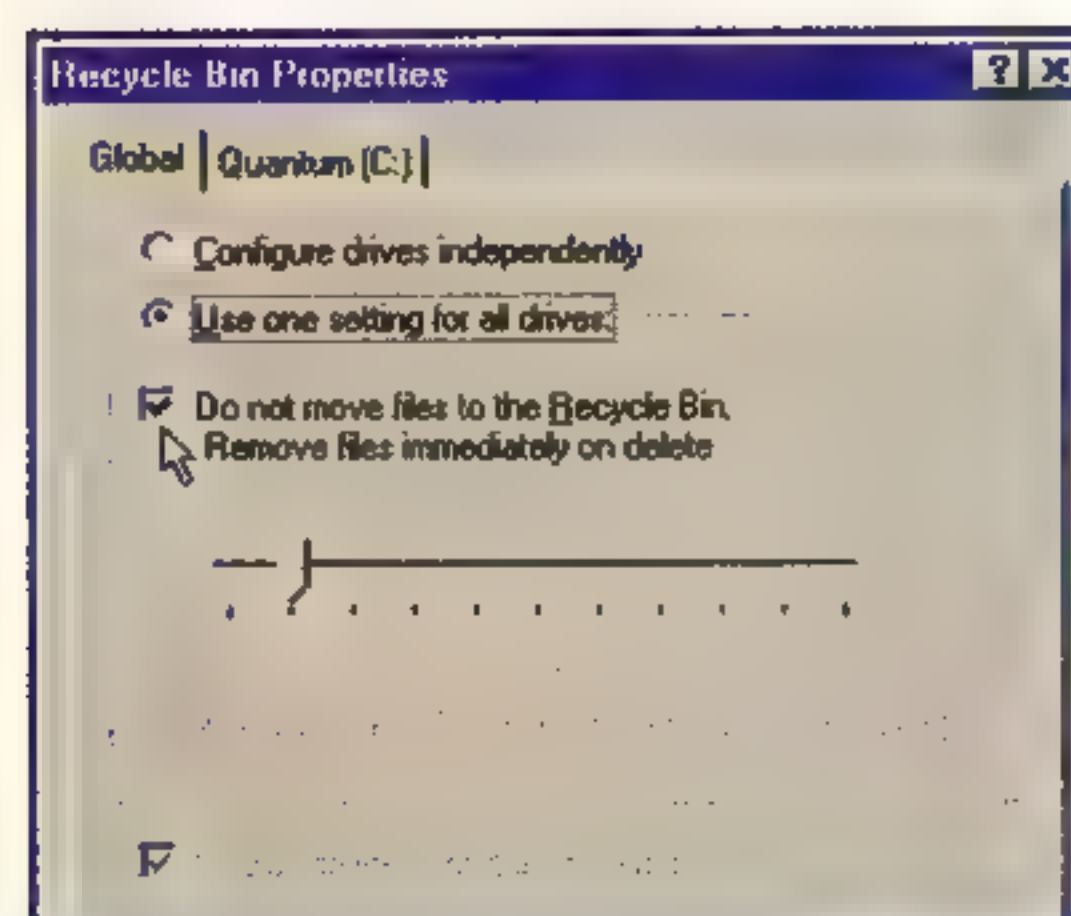 Recycle Bin Properties
Global Quantum (C:)
Configure drives independently
Use one setting for all drives:
Do not move files to the Recycle Bin.
Remove files immediately on delete